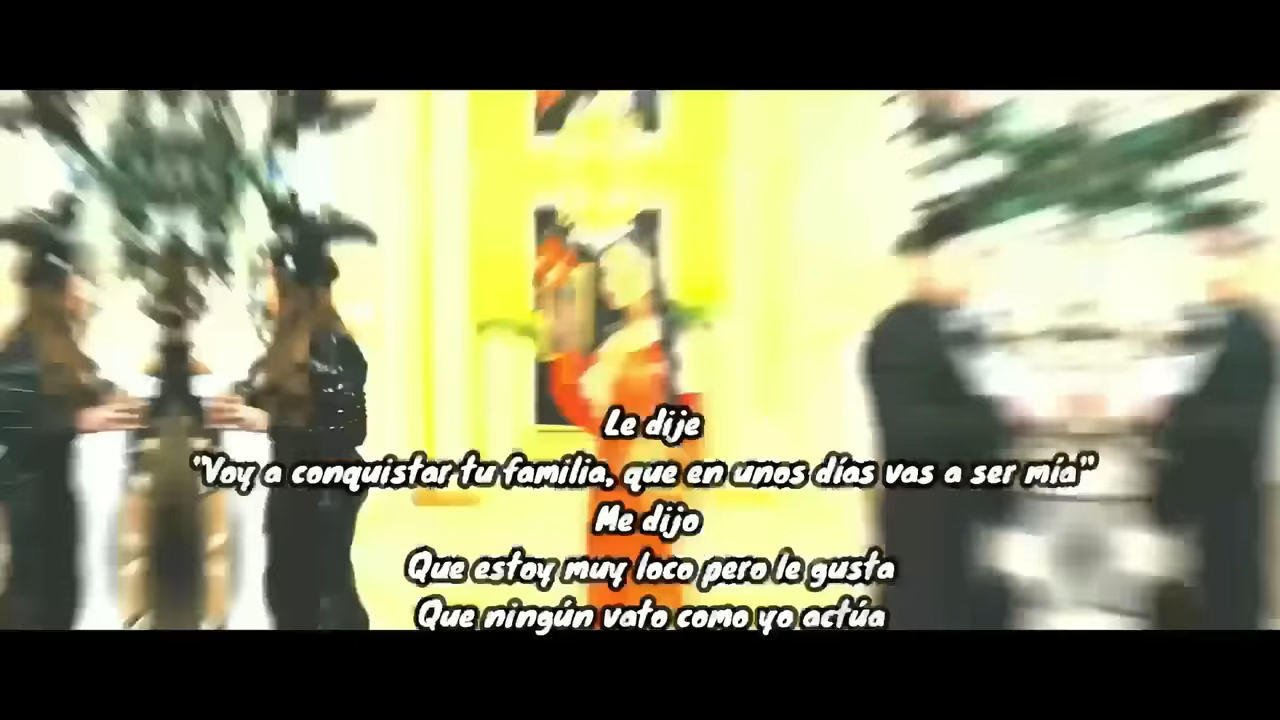 Le dije
"Voy a conquistar tu familia, que en unos días vas a ser mía"
Me dijo
Que estoy muy loco pero le gusta
Que ningún vato como yo actúa